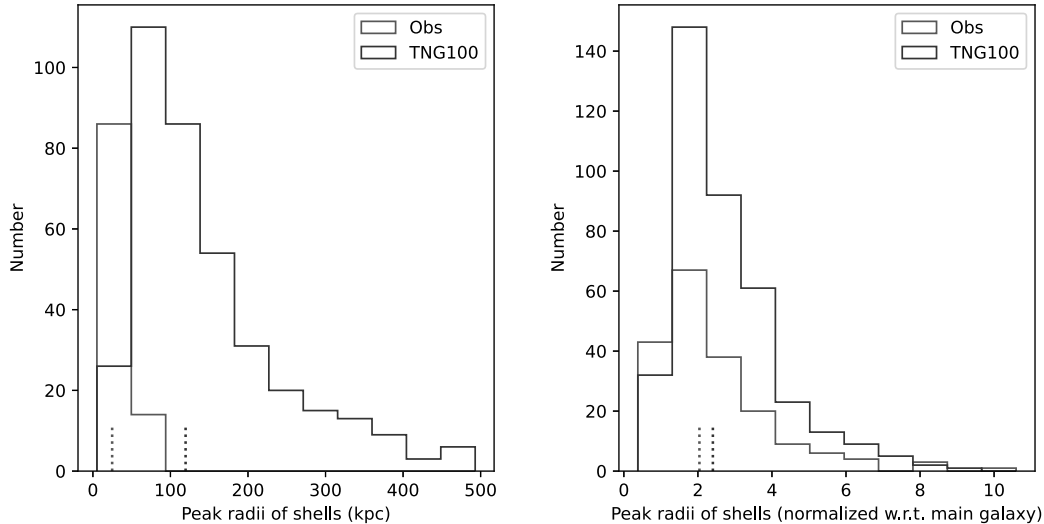 Obs
TNG100
Number
100
80
60
40
20
0
0 100 200 300 400 500
Peak radii of shells (kpc)
Obs
TNG100
Number
140
120
100
80
60
40
20
0
0 2 4 6 8 10
Peak radii of shells (normalized w.r.t. main galaxy)